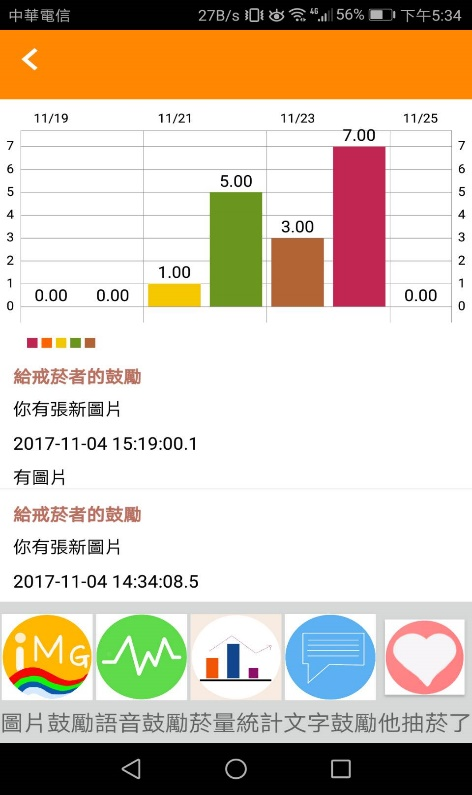 中華電信 27B/s 4G 56% 下午5:34
11/19 11/21 11/23 11/25
7.00
7 7
6 6
5.00
5 5
4 4
3.00
3 3
2 2
1.00
1 1
0.00 0.00 0.00
0 0
給戒菸者的鼓勵
你有張新圖片
2017-11-04 15:19:00.1
有圖片
給戒菸者的鼓勵
你有張新圖片
2017-11-04 14:34:08.5
iMG
圖片鼓勵語音鼓勵菸量統計文字鼓勵他抽菸了